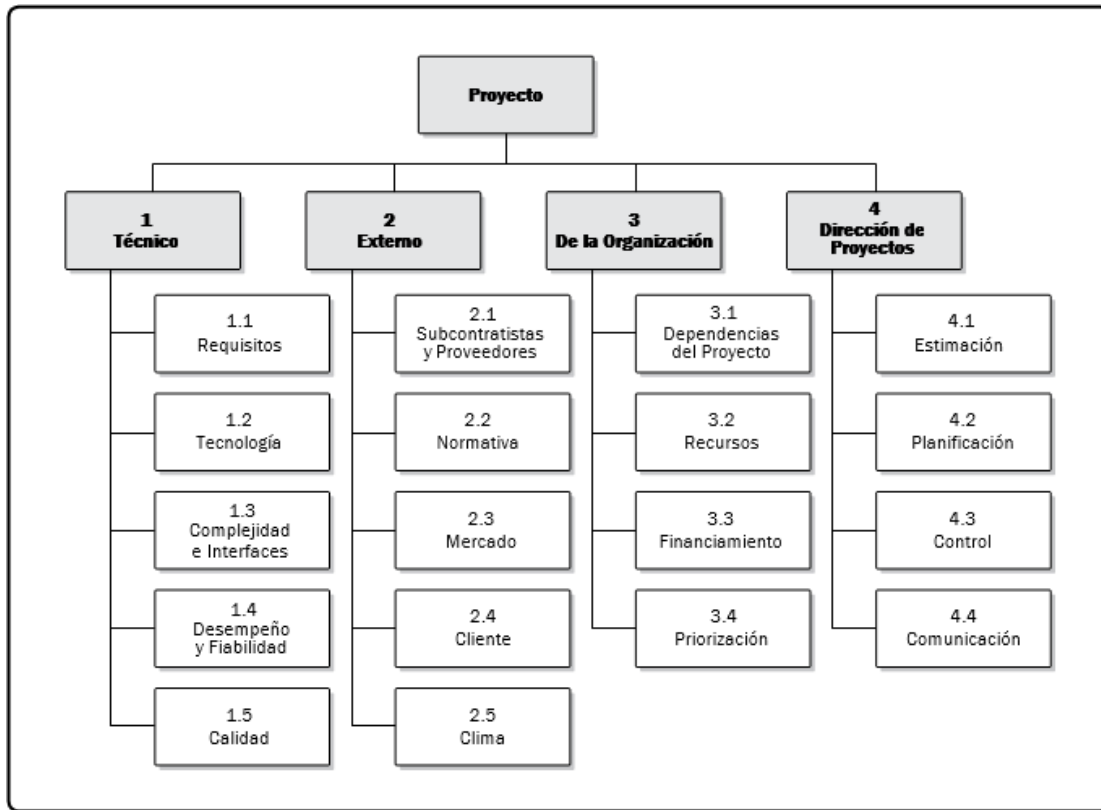 Proyecto
1
Técnico
2
Externo
3
De la Organización
4
Dirección de
Proyectos
1.1
Requisitos
1.2
Tecnología
1.3
Complejidad
e Interfaces
1.4
Desempeño
y Fiabilidad
1.5
Calidad
2.1
Subcontratistas
y Proveedores
2.2
Normativa
2.3
Mercado
2.4
Cliente
2.5
Clima
3.1
Dependencias
del Proyecto
3.2
Recursos
3.3
Financiamiento
3.4
Priorización
4.1
Estimación
4.2
Planificación
4.3
Control
4.4
Comunicación